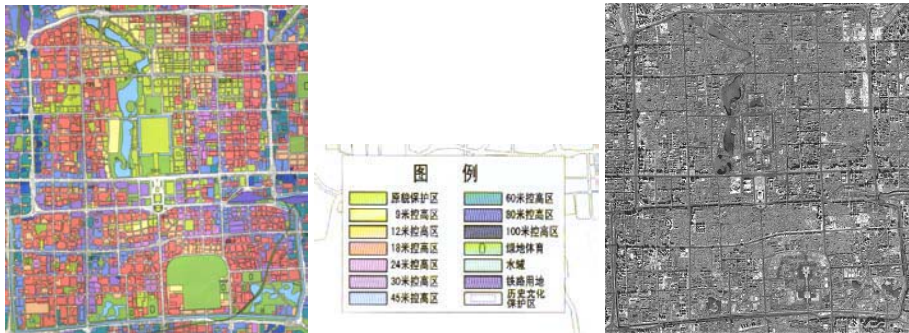 图 例
原貌保护区
9米控高区
12米控高区
18米控高区
24米控高区
30米控高区
45米控高区
60米控高区
80米控高区
100米控高区
绿地体育
水域
铁路用地
历史文化
保护区